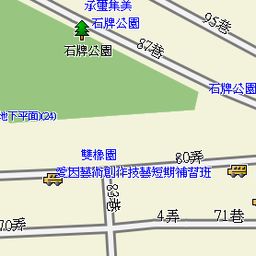 承璽集美
石牌公園
95巷
石牌公園
87巷
石牌公園
地下平面)(24)
雙橡園
80弄
愛因藝術創作技藝短期補習班
83巷
4弄
71巷
70弄